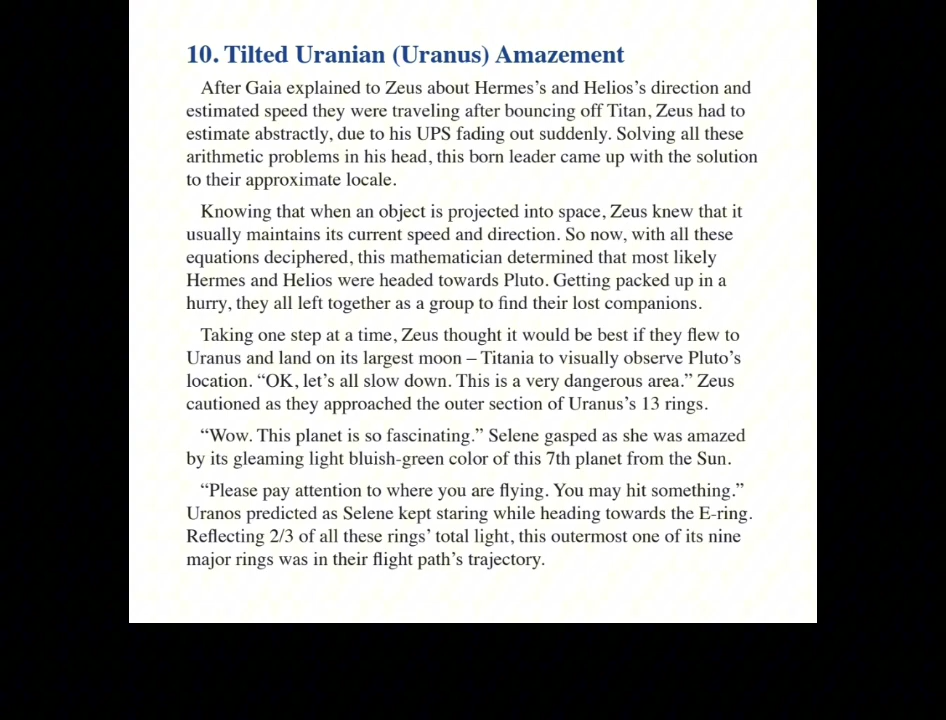 10. Tilted Uranian (Uranus) Amazement
After Gaia explained to Zeus about Hermes’s and Helios’s direction and
estimated speed they were traveling after bouncing off Titan, Zeus had to
estimate abstractly, due to his UPS fading out suddenly. Solving all these
arithmetic problems in his head, this born leader came up with the solution
to their approximate locale.
Knowing that when an object is projected into space, Zeus knew that it
usually maintains its current speed and direction. So now, with all these
equations deciphered, this mathematician determined that most likely
Hermes and Helios were headed towards Pluto. Getting packed up in a
hurry, they all left together as a group to find their lost companions.
Taking one step at a time, Zeus thought it would be best if they flew to
Uranus and land on its largest moon – Titania to visually observe Pluto’s
location. “OK, let’s all slow down. This is a very dangerous area.” Zeus
cautioned as they approached the outer section of Uranus’s 13 rings.
“Wow. This planet is so fascinating.” Selene gasped as she was amazed
by its gleaming light bluish-green color of this 7th planet from the Sun.
“Please pay attention to where you are flying. You may hit something.”
Uranos predicted as Selene kept staring while heading towards the E-ring.
Reflecting 2/3 of all these rings’ total light, this outermost one of its nine
major rings was in their flight path’s trajectory.